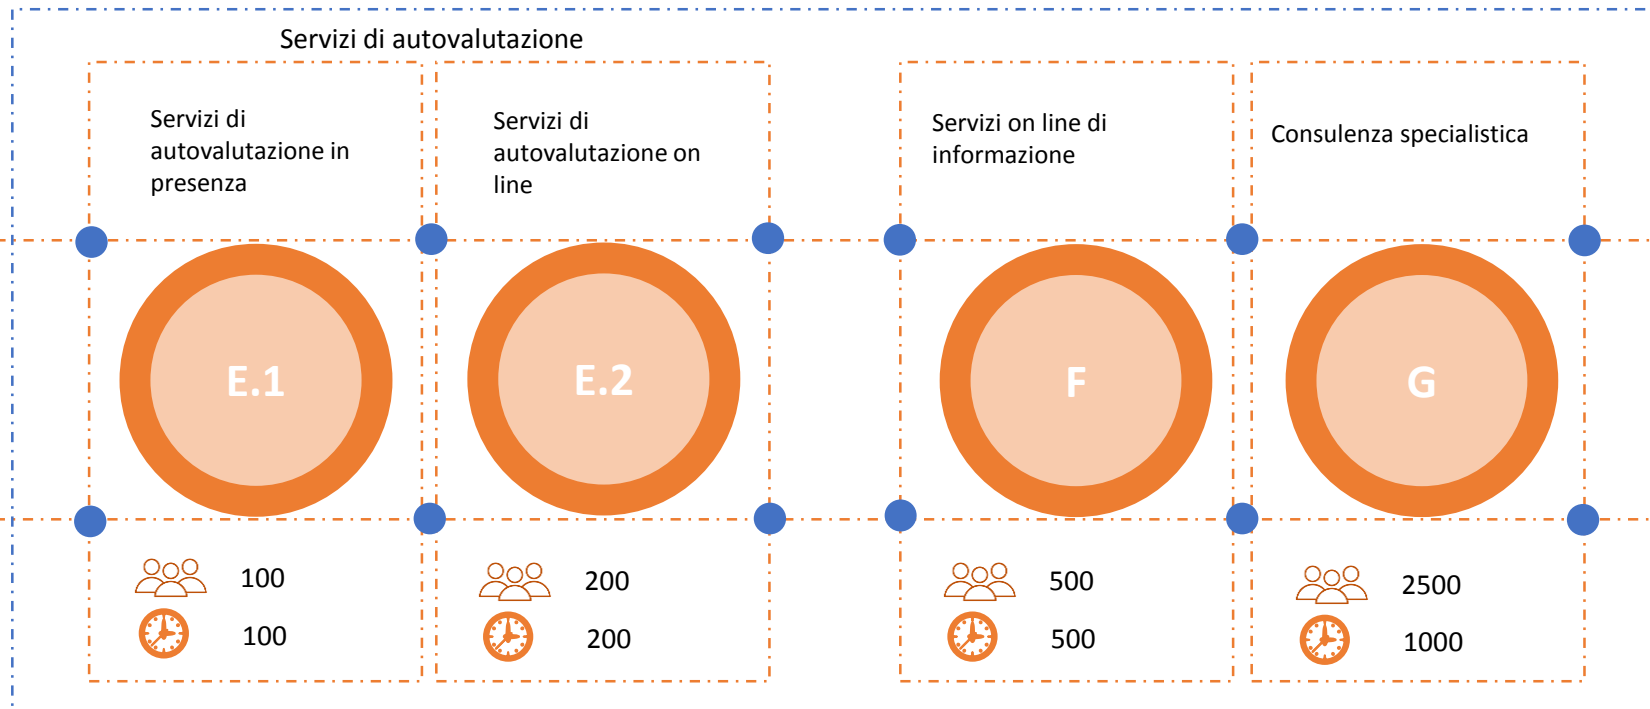 Servizi di autovalutazione
Servizi di
autovalutazione in
presenza
Servizi di
autovalutazione on
line
Servizi on line di
informazione
Consulenza specialistica
E.1
E.2
F
G
100
200
500
2500
100
200
500
1000